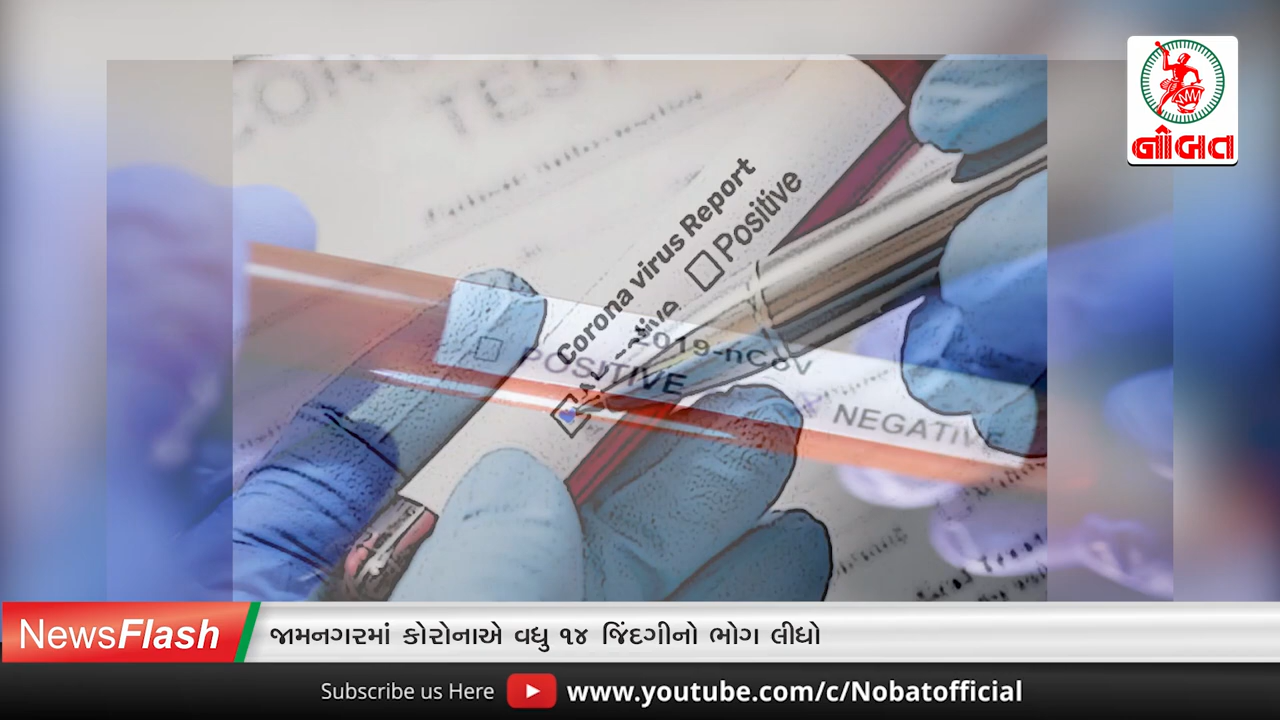 નોબત
TEST
Corona virus Report
Positive
2019-nCoV
POSITIVE
NEGATIVE
NewsFlash
જામનગરમાં કોરોનાએ વધુ ૧૪ જિંદગીનો ભોગ લીધો
Subscribe us Here
www.youtube.com/c/Nobatofficial